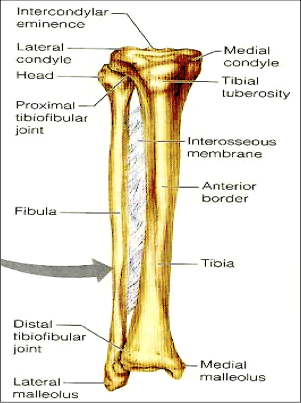 Intercondylar
eminence
Lateral
condyle
Head
Proximal
tibiofibular
joint
Fibula
Distal
tibiofibular
joint
Lateral
malleolus
Medial
condyle
Tibial
tuberosity
Interosseous
membrane
Anterior
border
Tibia
Medial
malleolus